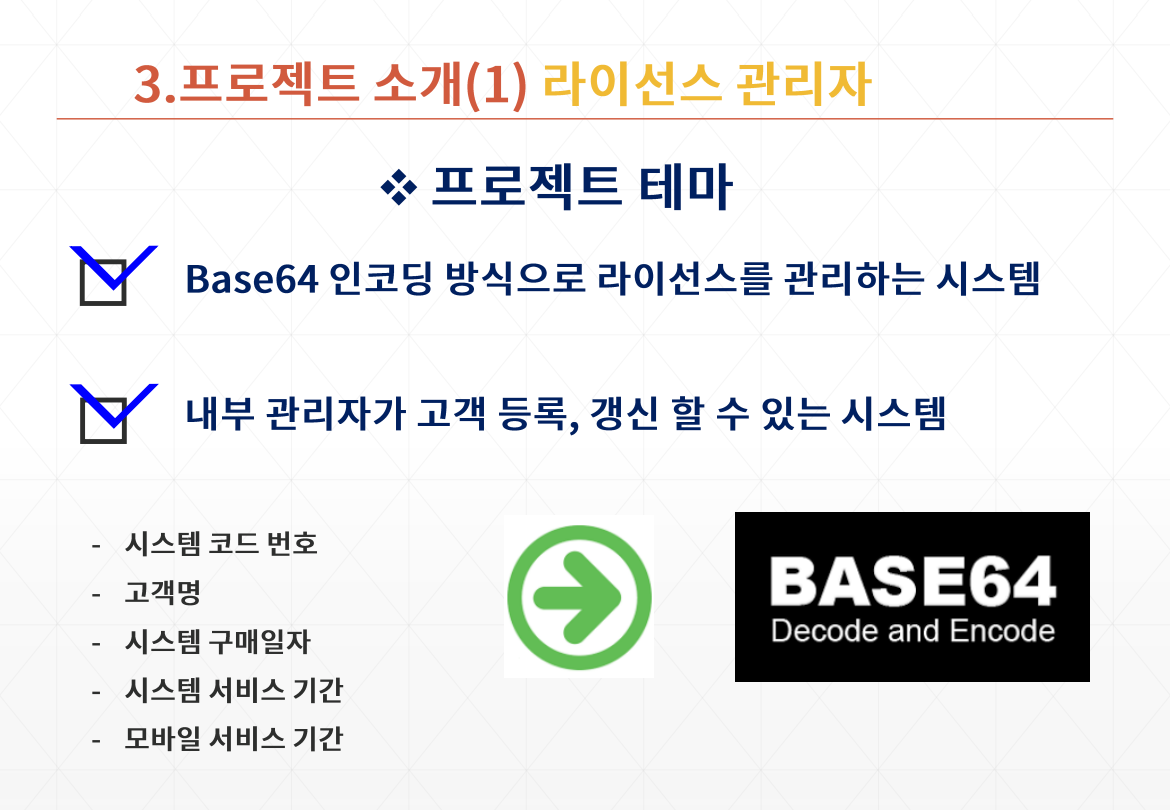 3.프로젝트 소개(1) 라이선스 관리자
❖ 프로젝트 테마
Base64 인코딩 방식으로 라이선스를 관리하는 시스템
내부 관리자가 고객 등록, 갱신 할 수 있는 시스템
- 시스템 코드 번호
- 고객명
- 시스템 구매일자
- 시스템 서비스 기간
- 모바일 서비스 기간
BASE64
Decode and Encode